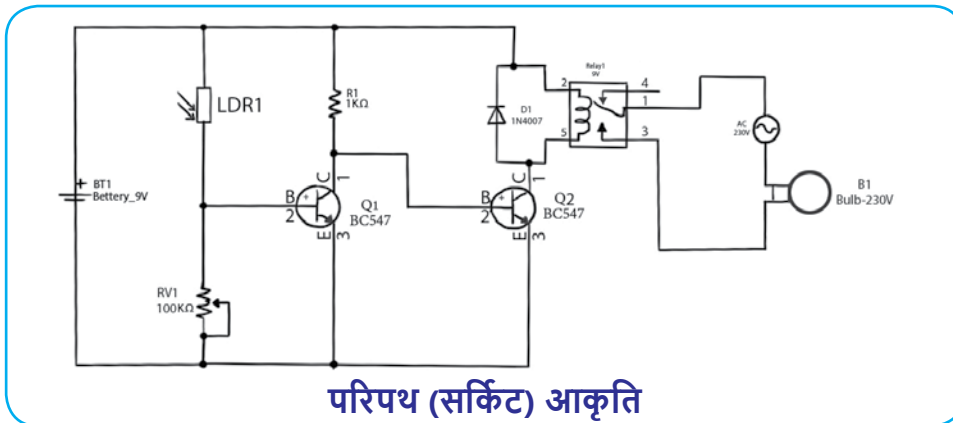 LDR1
R1
1KΩ
BT1
Bettery_9V
RV1
100KΩ
B
2
C
1
E
3
Q1
BC547
D1
1N4007
B
2
C
1
E
3
Q2
BC547
Relay1
9V
2
5
4
1
3
AC
230V
B1
Bulb-230V
परिपथ (सर्किट) आकृति